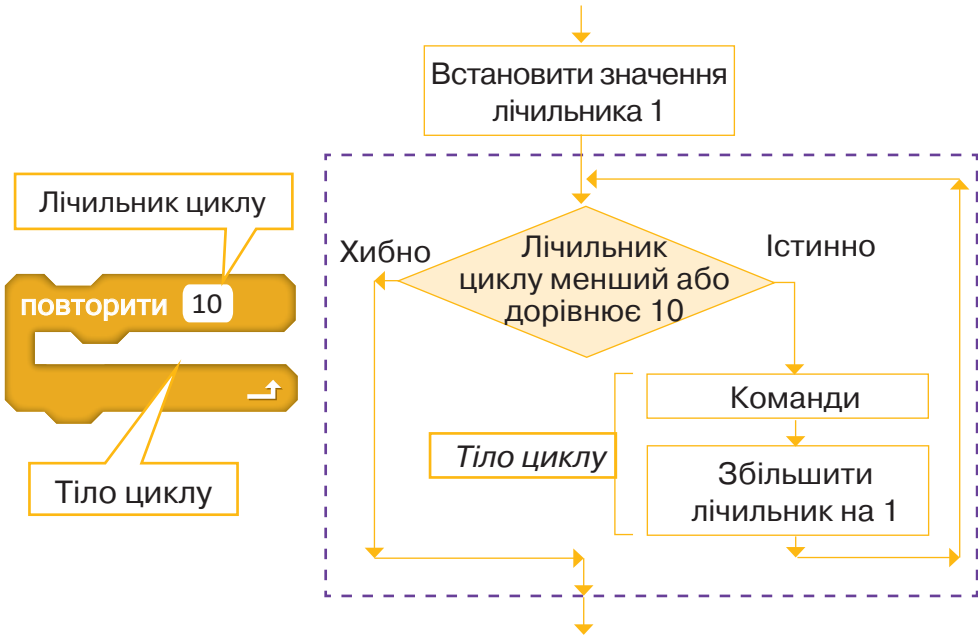 Встановити значення
лічильника 1
Лічильник циклу
повторити 10
Тіло циклу
Хибно
Істинно
Лічильник
циклу менший або
дорівнює 10
Команди
Тіло циклу
Збільшити
лічильник на 1